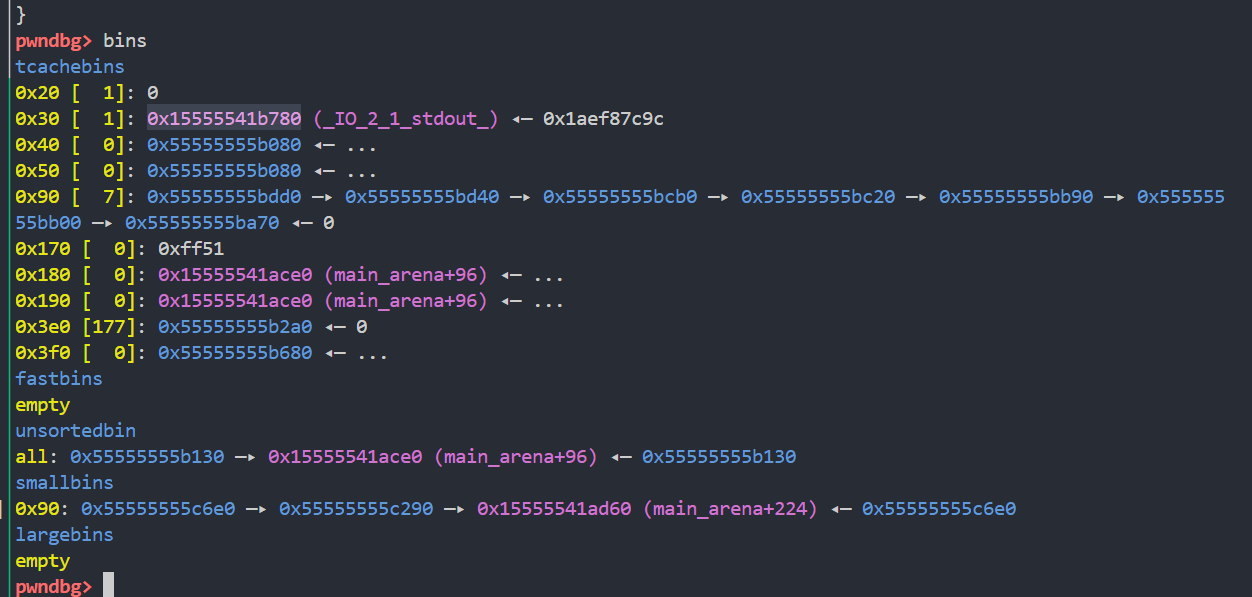 }
pwndbg> bins
tcachebins
0x20 [  1]: 0
0x30 [  1]: 0x15555541b780 (_IO_2_1_stdout_) ◂— 0x1aef87c9c
0x40 [  0]: 0x55555555b080 ◂— ...
0x50 [  0]: 0x55555555b080 ◂— ...
0x90 [  7]: 0x55555555bdd0 —▸ 0x55555555bd40 —▸ 0x55555555bcb0 —▸ 0x55555555bc20 —▸ 0x55555555bb90 —▸ 0x555555
55bb00 —▸ 0x55555555ba70 ◂— 0
0x170 [  0]: 0xff51
0x180 [  0]: 0x15555541ace0 (main_arena+96) ◂— ...
0x190 [  0]: 0x15555541ace0 (main_arena+96) ◂— ...
0x3e0 [177]: 0x55555555b2a0 ◂— 0
0x3f0 [  0]: 0x55555555b680 ◂— ...
fastbins
empty
unsortedbin
all: 0x55555555b130 —▸ 0x15555541ace0 (main_arena+96) ◂— 0x55555555b130
smallbins
0x90: 0x55555555c6e0 —▸ 0x55555555c290 —▸ 0x15555541ad60 (main_arena+224) ◂— 0x55555555c6e0
largebins
empty
pwndbg>